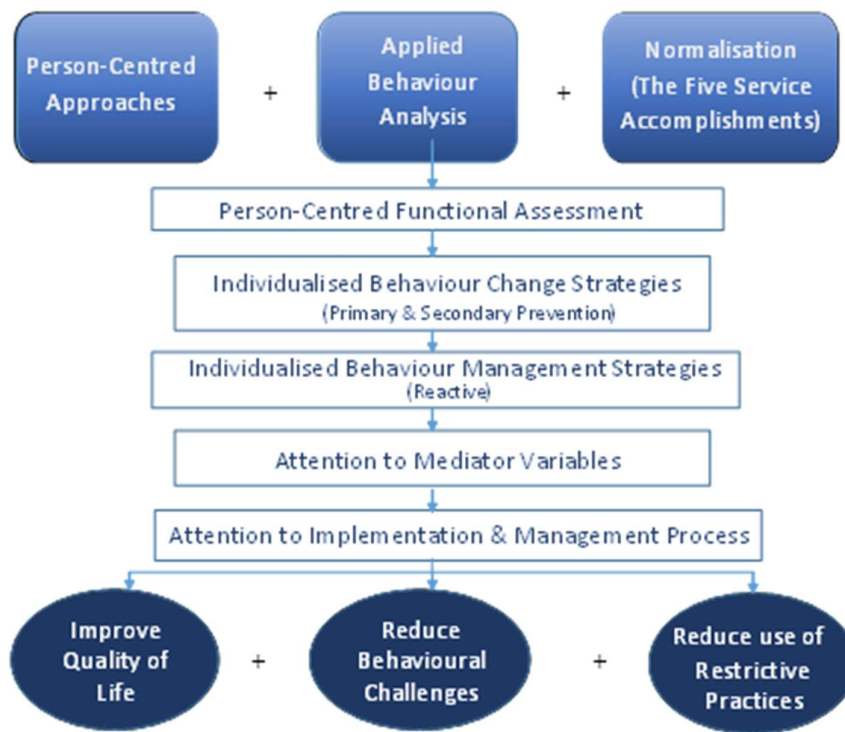 Person-Centred
Approaches
+
Applied
Behaviour
Analysis
+
Normalisation
(The Five Service
Accomplishments)
Person-Centred Functional Assessment
Individualised Behaviour Change Strategies
(Primary & Secondary Prevention)
Individualised Behaviour Management Strategies
(Reactive)
Attention to Mediator Variables
Attention to Implementation & Management Process
Improve
Quality of
Life
+
Reduce
Behavioural
Challenges
+
Reduce use of
Restrictive
Practices